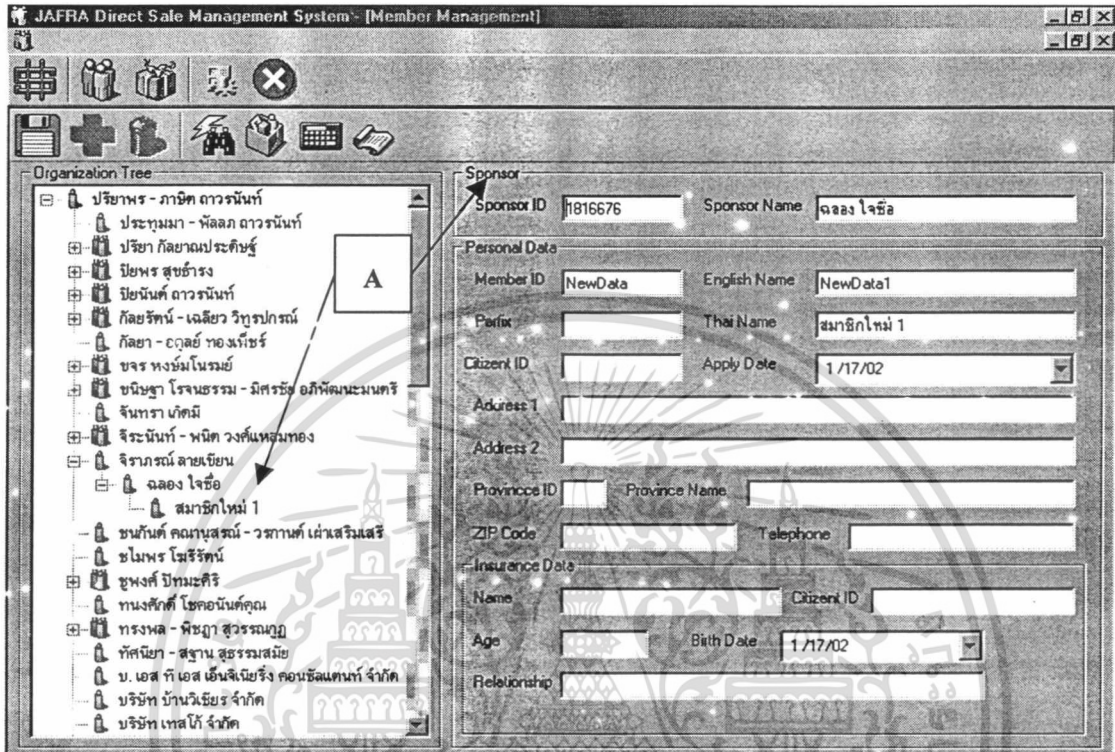 JAFRA Direct Sale Management System - [Member Management]
Organization Tree
ปรียาพร - ภาษิต ถาวรนันท์
ประทุมมา - พัลลภ ถาวรนันท์
ปรียา กัลยาณประดิษฐ์
ปิยพร สุขธำรง
ปิยนันต์ ถาวรนันท์
กัลยรัตน์ - เฉลียว วิทูรปกรณ์
กัลยา - ทองเพ็ชร์
ขจร หงษ์มโนรมย์
ขนิษฐา โรจนธรรม - มิศรชัย อภิพัฒนะมนตรี
จันทรา เกิดมี
จิระนันท์ - พนิต วงค์แหลมทอง
จิราภรณ์ ลายเขียน
ฉลอง ใจซื่อ
สมาชิกใหม่ 1
ชนกันต์ คณานุสรณ์ - วรกานต์ เผ่าเสริมเสรี
ชไมพร โฆรีรัตน์
ชูพงศ์ ปัทมะศิริ
ทนงศักดิ์ โชคอนันต์คุณ
ทรงพล - พิชฎา สุวรรณกูฏ
ทัศนียา - สฐาน สุธรรมสมัย
บ. เอส ที เอส เอ็นจิเนียริ่ง คอนซัลแตนท์ จำกัด
บริษัท บ้านวิเชียร จำกัด
บริษัท เทสโก้ จำกัด
A
Sponsor
Sponsor ID 1816676 Sponsor Name ฉลอง ใจซื่อ
Personal Data
Member ID NewData English Name NewData1
Perfix Thai Name สมาชิกใหม่ 1
Citizent ID Apply Date 1/17/02
Address 1
Address 2
Provincce ID Province Name
ZIP Code Telephone
Insurance Data
Name Citizent ID
Age Birth Date 1/17/02
Relationship